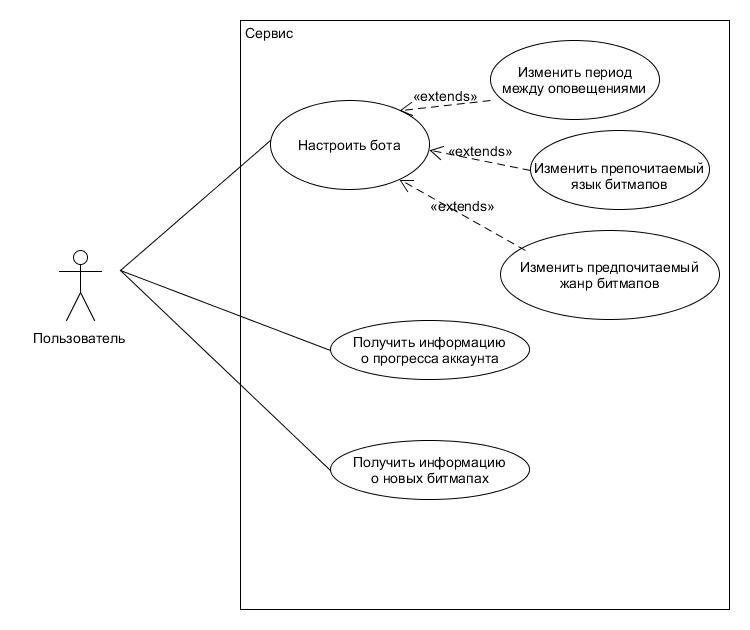 Сервис
Изменить период
между оповещениями
«extends»
Настроить бота
«extends»
Изменить препочитаемый
язык битмапов
«extends»
Изменить предпочитаемый
жанр битмапов
Пользователь
Получить информацию
о прогресса аккаунта
Получить информацию
о новых битмапах